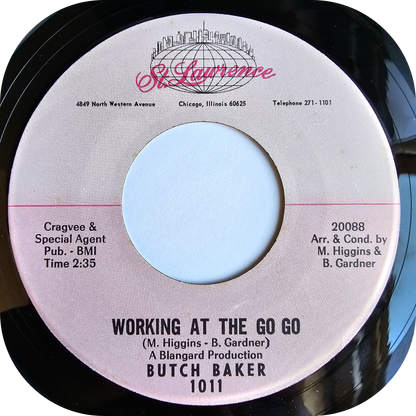 St. Lawrence
4849 North Western Avenue Chicago, Illinois 60625 Telephone 271-1101
Cragvee &
Special Agent
Pub. - BMI
Time 2:35
20088
Arr. & Cond. by
M. Higgins &
B. Gardner
WORKING AT THE GO GO
(M. Higgins - B. Gardner)
A Blangard Production
BUTCH BAKER
1011